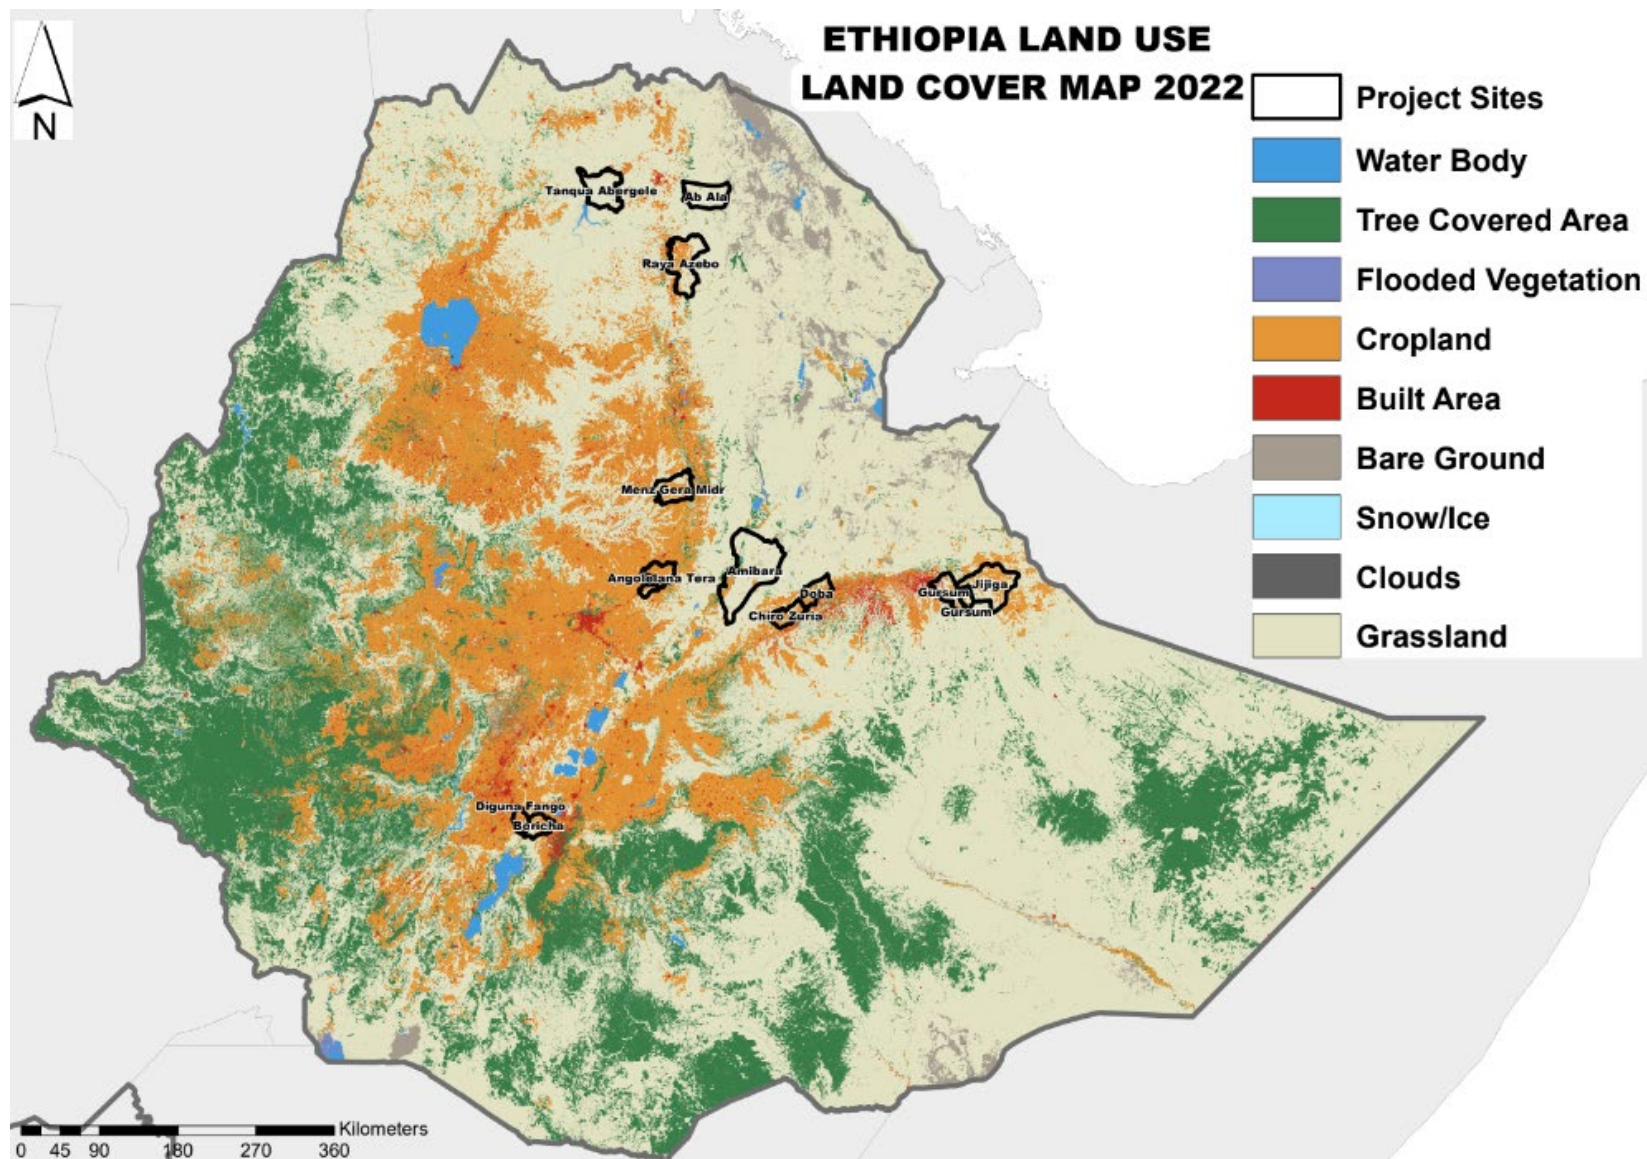 ETHIOPIA LAND USE
LAND COVER MAP 2022
N
Project Sites
Water Body
Tree Covered Area
Flooded Vegetation
Cropland
Built Area
Bare Ground
Snow/Ice
Clouds
Grassland
Tanqua Abergele
Ab Ala
Raya Azebo
Menz Gera Midr
Angolelana Tera
Amibara
Doba
Chiro Zuria
Gursum
Jijiga
Gursum
Diguna Fango
Boricha
Kilometers
0 45 90 180 270 360